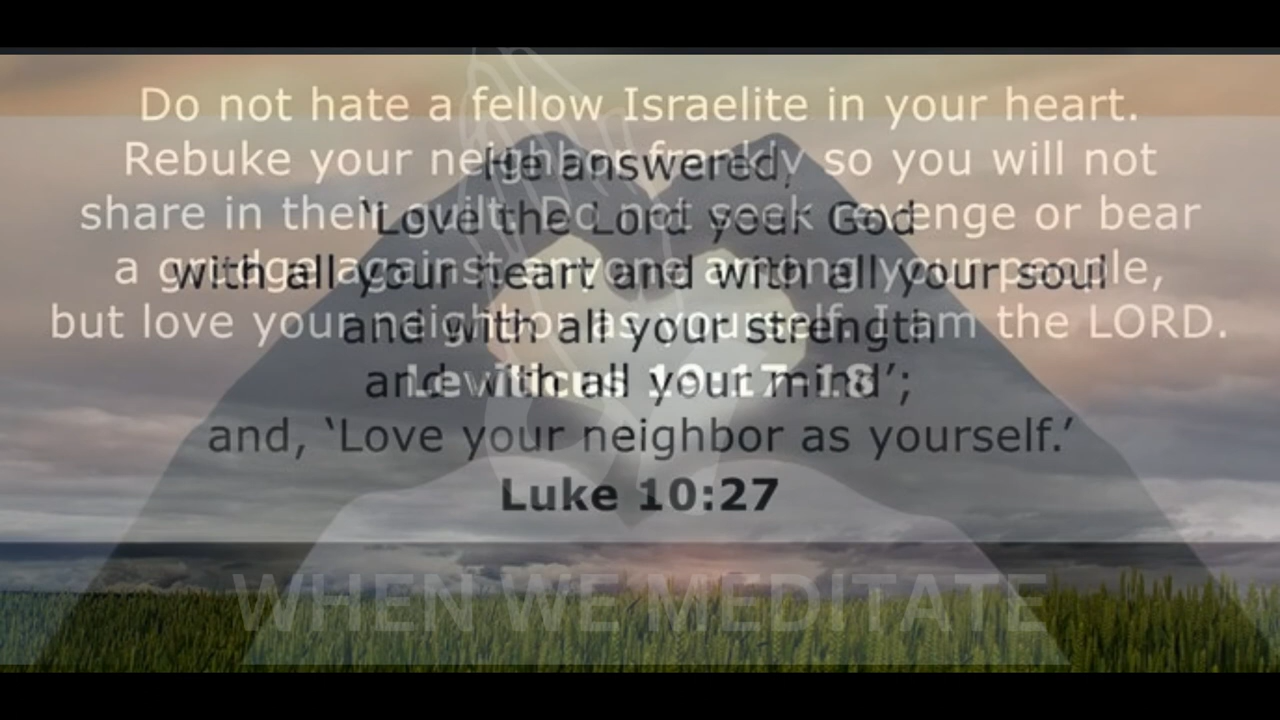 Do not hate a fellow Israelite in your heart.
Rebuke your neighbor frankly so you will not
share in their guilt. Do not seek revenge or bear
a grudge against anyone among your people,
but love your neighbor as yourself. I am the LORD.
Leviticus 19:17-18
He answered,
‘Love the Lord your God
with all your heart and with all your soul
and with all your strength
and with all your mind’;
and, ‘Love your neighbor as yourself.’
Luke 10:27
WHEN WE MEDITATE